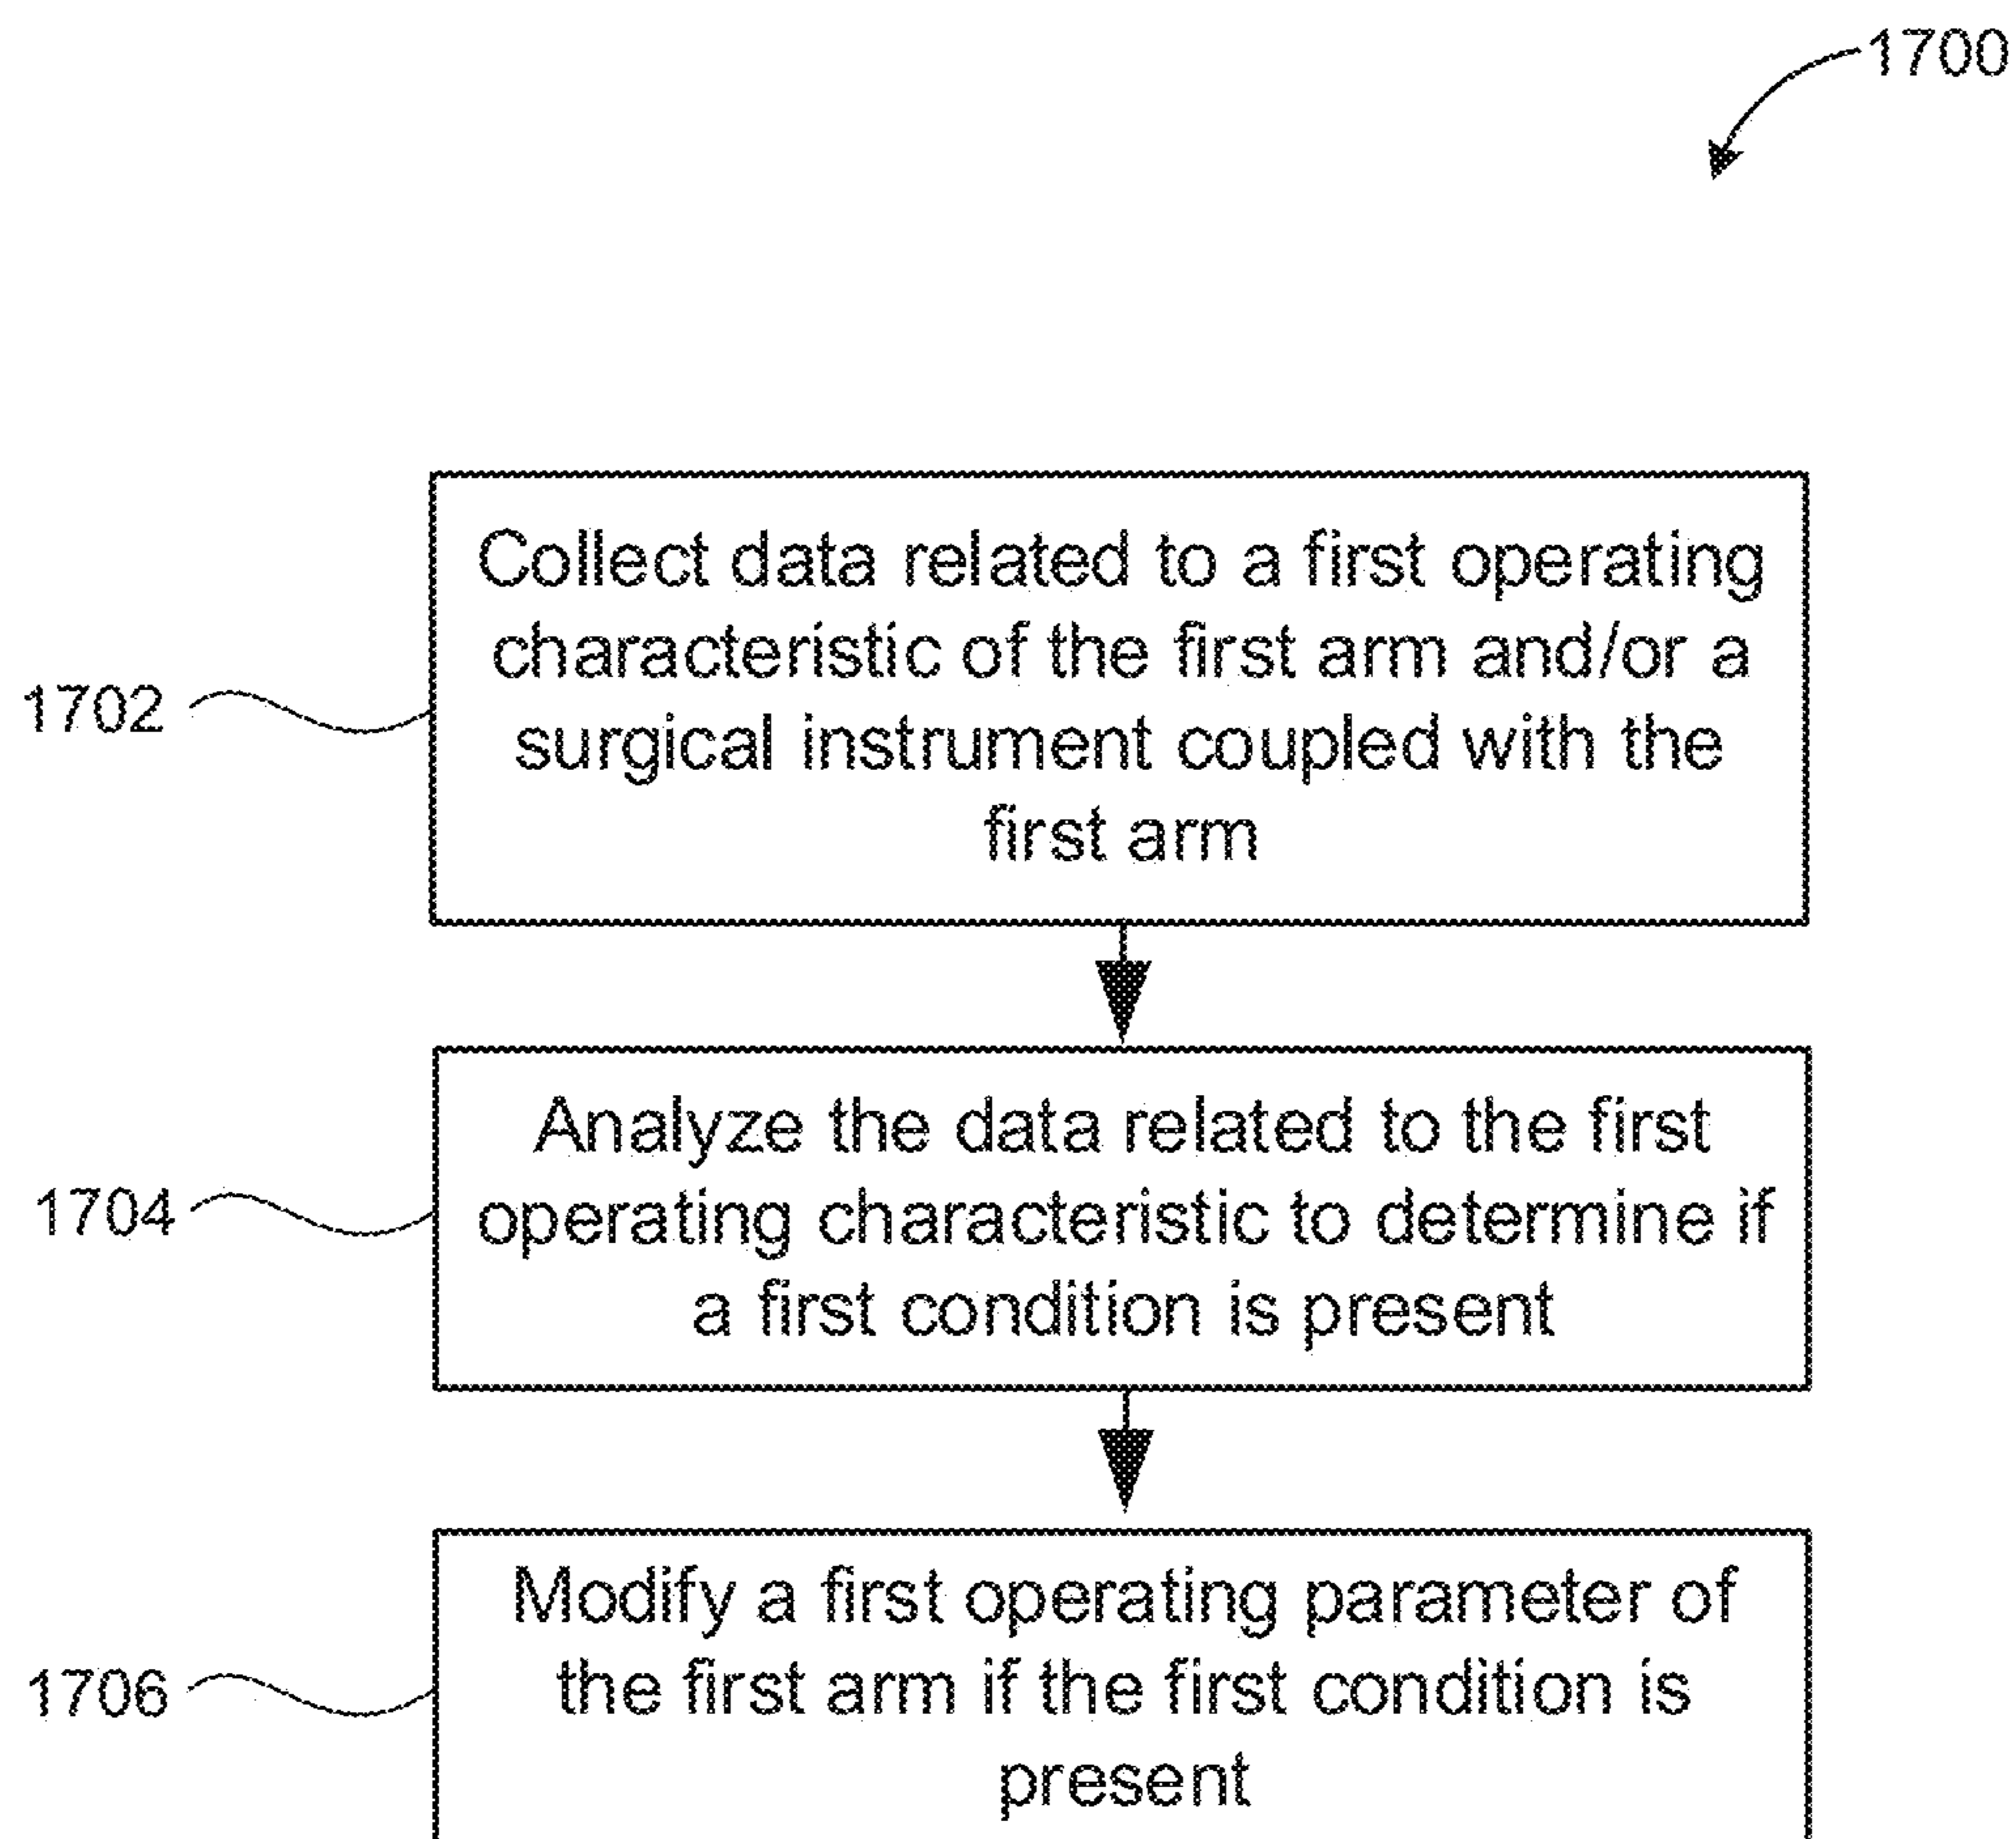 1700
Collect data related to a first operating
characteristic of the first arm and/or a
surgical instrument coupled with the
first arm
1702
Analyze the data related to the first
operating characteristic to determine if
a first condition is present
1704
Modify a first operating parameter of
the first arm if the first condition is
present
1706